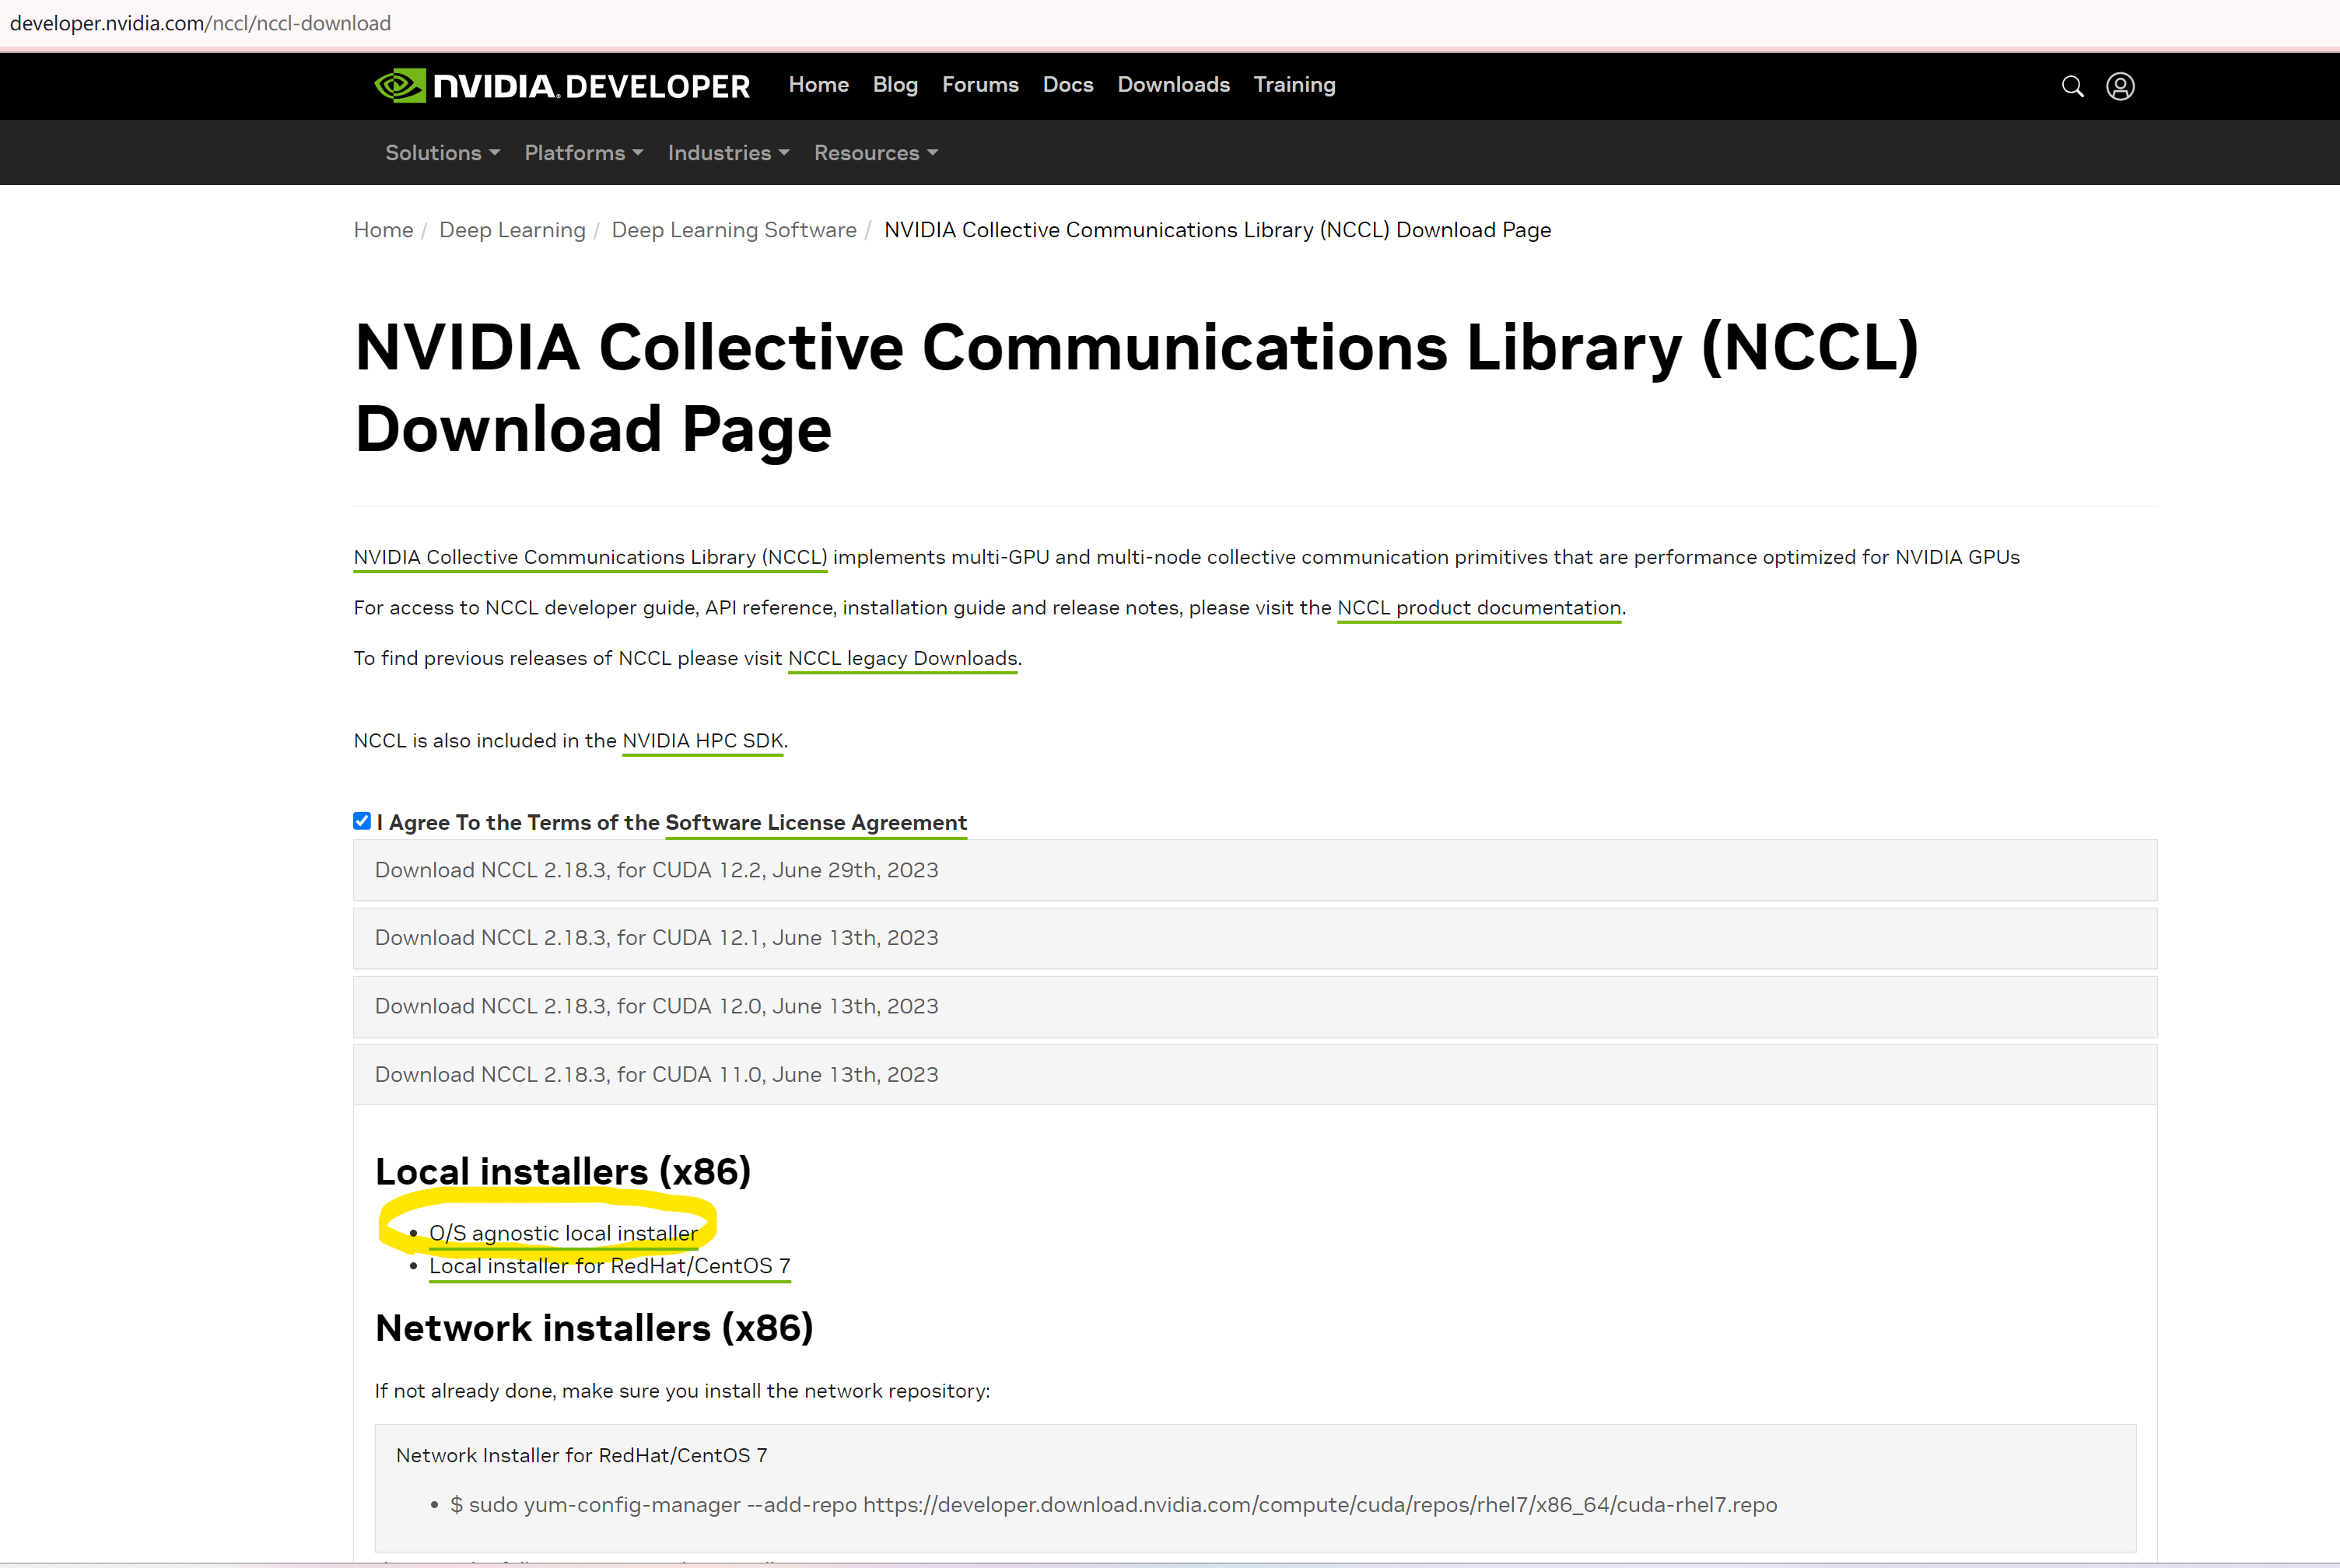 developer.nvidia.com/nccl/nccl-download
NVIDIA. DEVELOPER Home Blog Forums Docs Downloads Training
Solutions Platforms Industries Resources
Home / Deep Learning / Deep Learning Software / NVIDIA Collective Communications Library (NCCL) Download Page
NVIDIA Collective Communications Library (NCCL)
Download Page
NVIDIA Collective Communications Library (NCCL) implements multi-GPU and multi-node collective communication primitives that are performance optimized for NVIDIA GPUs
For access to NCCL developer guide, API reference, installation guide and release notes, please visit the NCCL product documentation.
To find previous releases of NCCL please visit NCCL legacy Downloads.
NCCL is also included in the NVIDIA HPC SDK.
I Agree To the Terms of the Software License Agreement
Download NCCL 2.18.3, for CUDA 12.2, June 29th, 2023
Download NCCL 2.18.3, for CUDA 12.1, June 13th, 2023
Download NCCL 2.18.3, for CUDA 12.0, June 13th, 2023
Download NCCL 2.18.3, for CUDA 11.0, June 13th, 2023
Local installers (x86)
• O/S agnostic local installer
• Local installer for RedHat/CentOS 7
Network installers (x86)
If not already done, make sure you install the network repository:
Network Installer for RedHat/CentOS 7
• $ sudo yum-config-manager --add-repo https://developer.download.nvidia.com/compute/cuda/repos/rhel7/x86_64/cuda-rhel7.repo